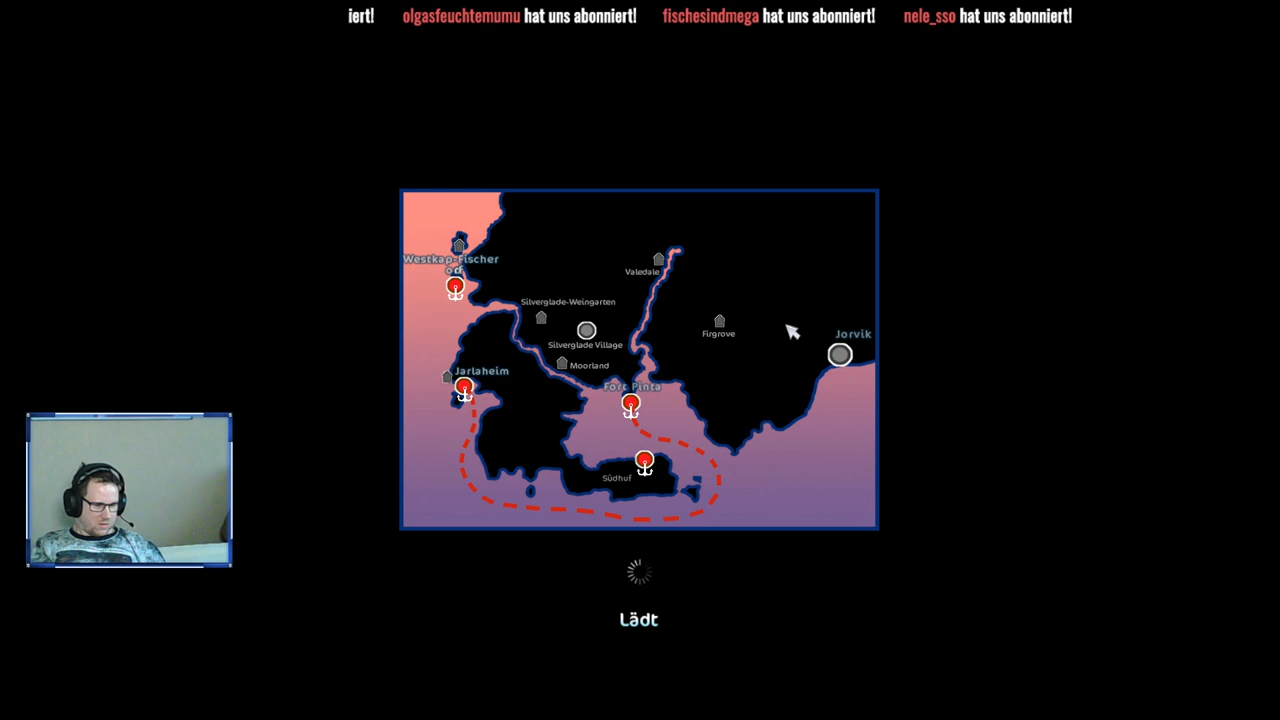 iert! olgasfeuchtemumu hat uns abonniert! fischesindmega hat uns abonniert! nele_sso hat uns abonniert!
Westkap-Fischer
Valedale
Silverglade-Weingarten
Firgrove
Jorvik
Silverglade Village
Moorland
Jarlaheim
Fort Pinta
Südhuf
Lädt